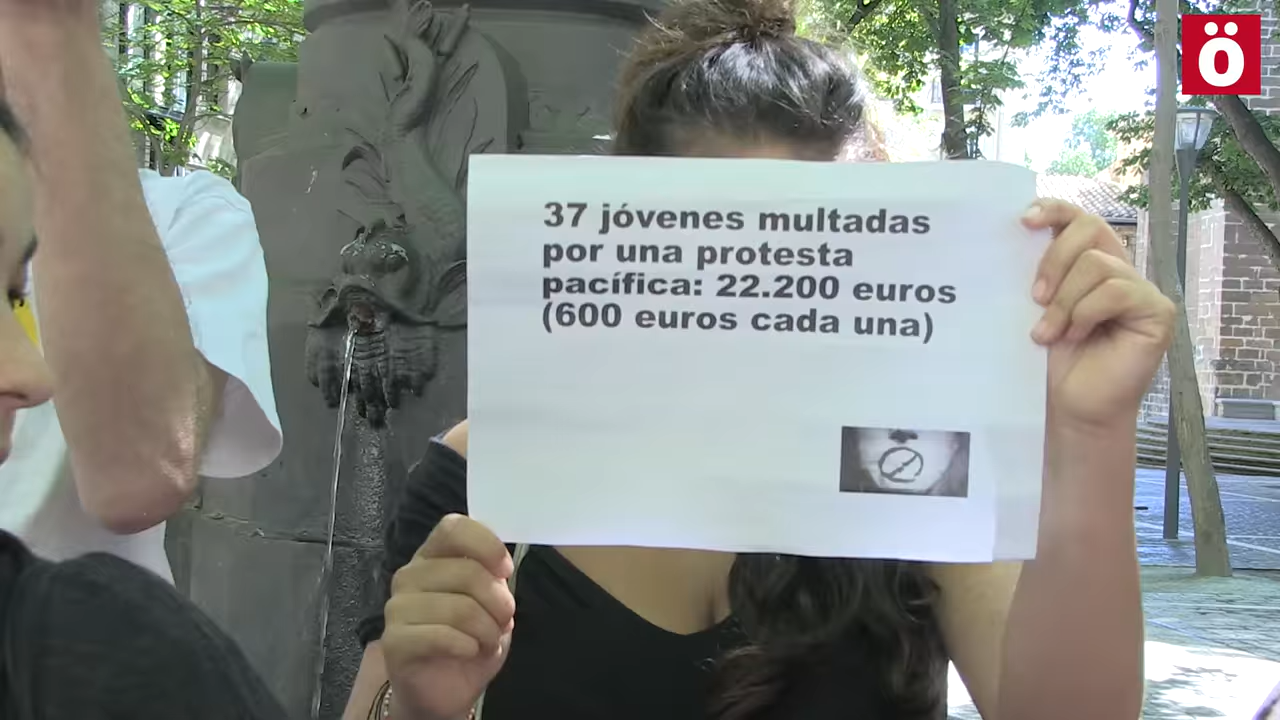 ö
37 jóvenes multadas
por una protesta
pacífica: 22.200 euros
(600 euros cada una)